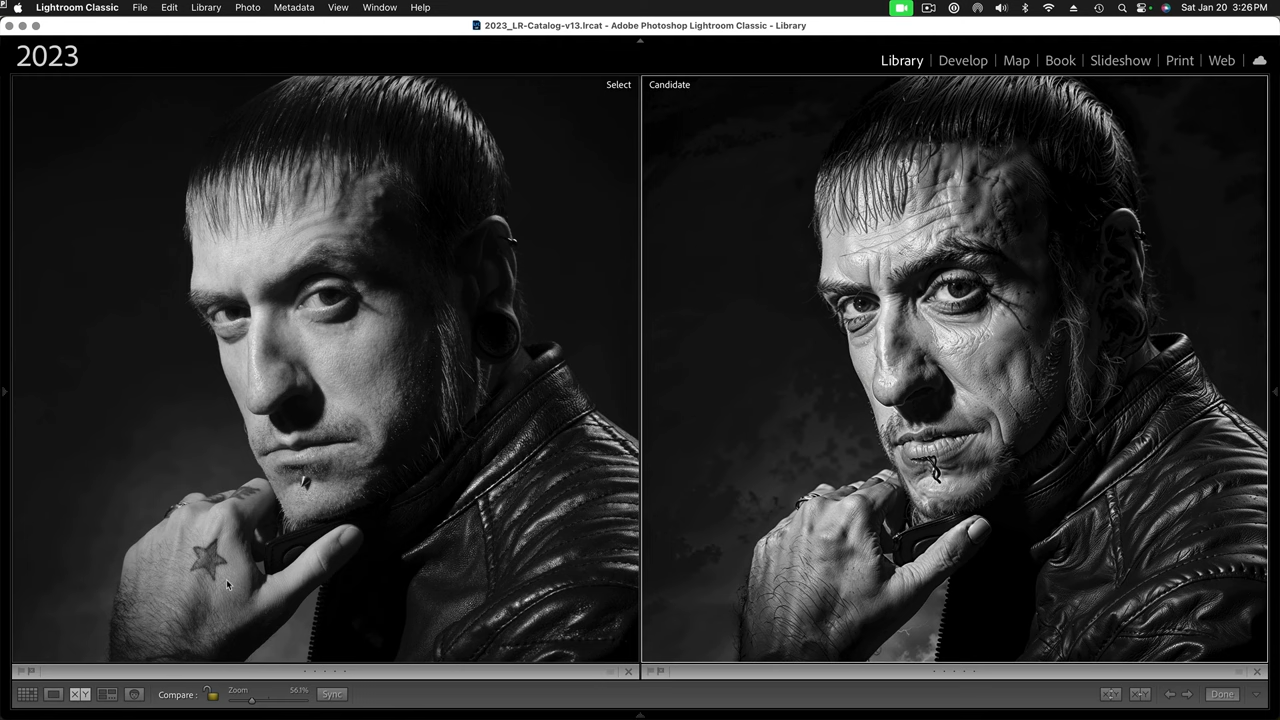 Lightroom Classic File Edit Library Photo Metadata View Window Help Sat Jan 20 3:26 PM
2023_LR-Catalog-v13.lrcat - Adobe Photoshop Lightroom Classic - Library
2023 Library | Develop | Map | Book | Slideshow | Print | Web
Select Candidate
Compare : Zoom 56.1% Sync Done
XY